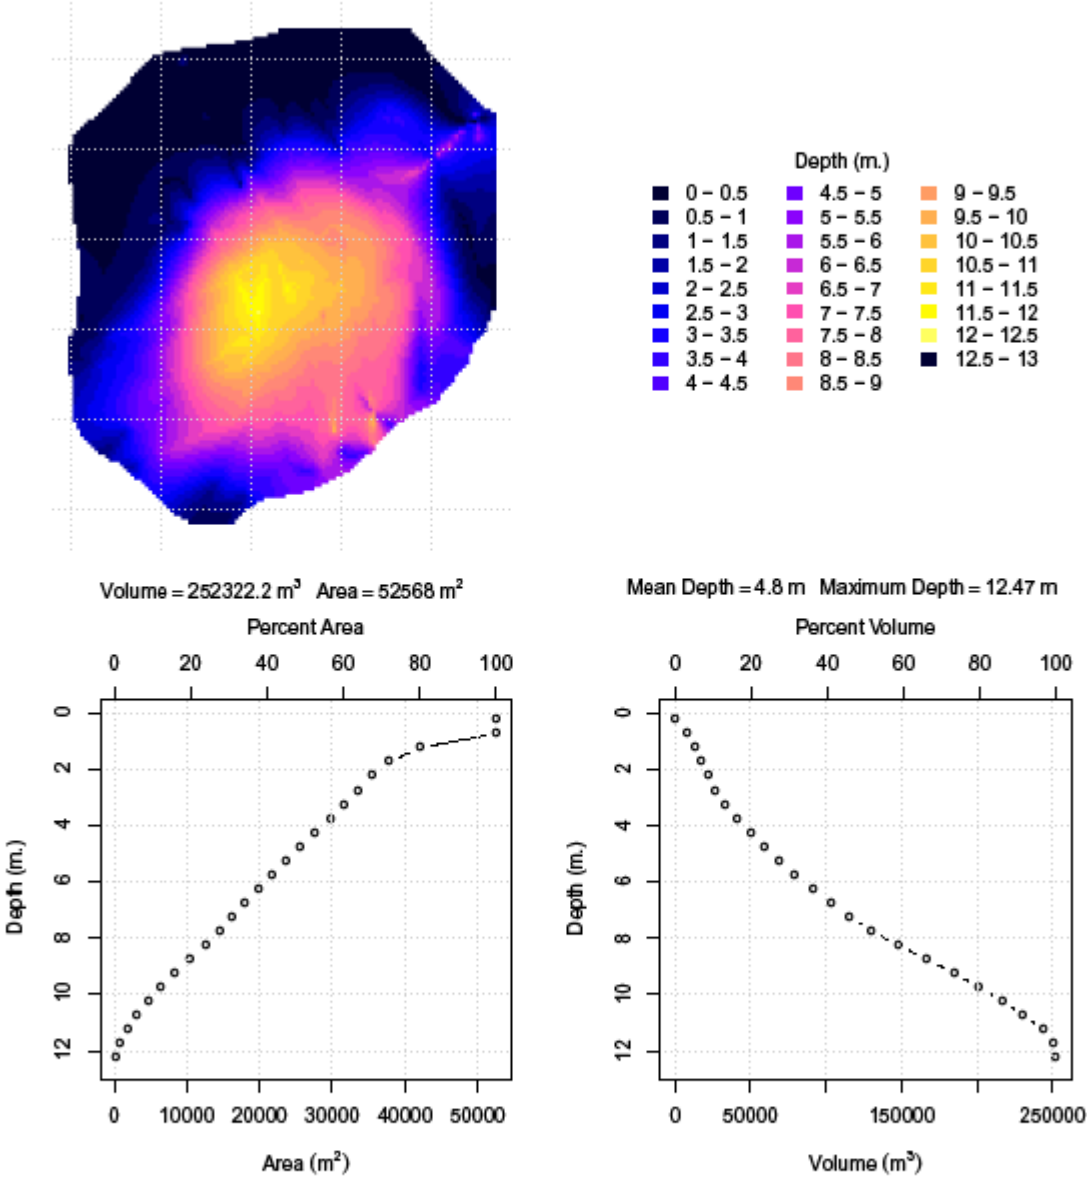 Depth (m.)
0 – 0.5 4.5 – 5 9 – 9.5
0.5 – 1 5 – 5.5 9.5 – 10
1 – 1.5 5.5 – 6 10 – 10.5
1.5 – 2 6 – 6.5 10.5 – 11
2 – 2.5 6.5 – 7 11 – 11.5
2.5 – 3 7 – 7.5 11.5 – 12
3 – 3.5 7.5 – 8 12 – 12.5
3.5 – 4 8 – 8.5 12.5 – 13
4 – 4.5 8.5 – 9
Volume = 252322.2 m³ Area = 52568 m²
Percent Area
0 20 40 60 80 100
0
2
4
6
8
10
12
Depth (m.)
0 10000 20000 30000 40000 50000
Area (m²)
Mean Depth = 4.8 m Maximum Depth = 12.47 m
Percent Volume
0 20 40 60 80 100
0
2
4
6
8
10
12
Depth (m.)
0 50000 150000 250000
Volume (m³)